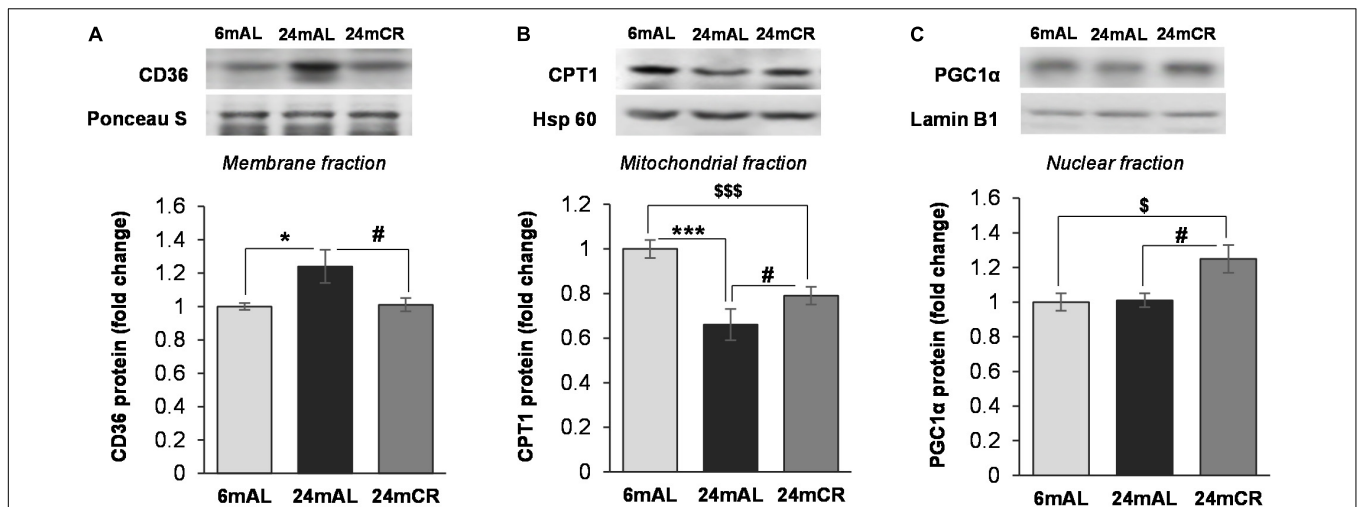 A
6mAL 24mAL 24mCR
CD36
Ponceau S
Membrane fraction
CD36 protein (fold change)
1.6
1.4
1.2
1
0.8
0.6
0.4
0.2
0
* #
6mAL 24mAL 24mCR
B
6mAL 24mAL 24mCR
CPT1
Hsp 60
Mitochondrial fraction
CPT1 protein (fold change)
1.2
1
0.8
0.6
0.4
0.2
0
$$$
***
#
6mAL 24mAL 24mCR
C
6mAL 24mAL 24mCR
PGC1α
Lamin B1
Nuclear fraction
PGC1α protein (fold change)
1.6
1.4
1.2
1
0.8
0.6
0.4
0.2
0
$
#
6mAL 24mAL 24mCR